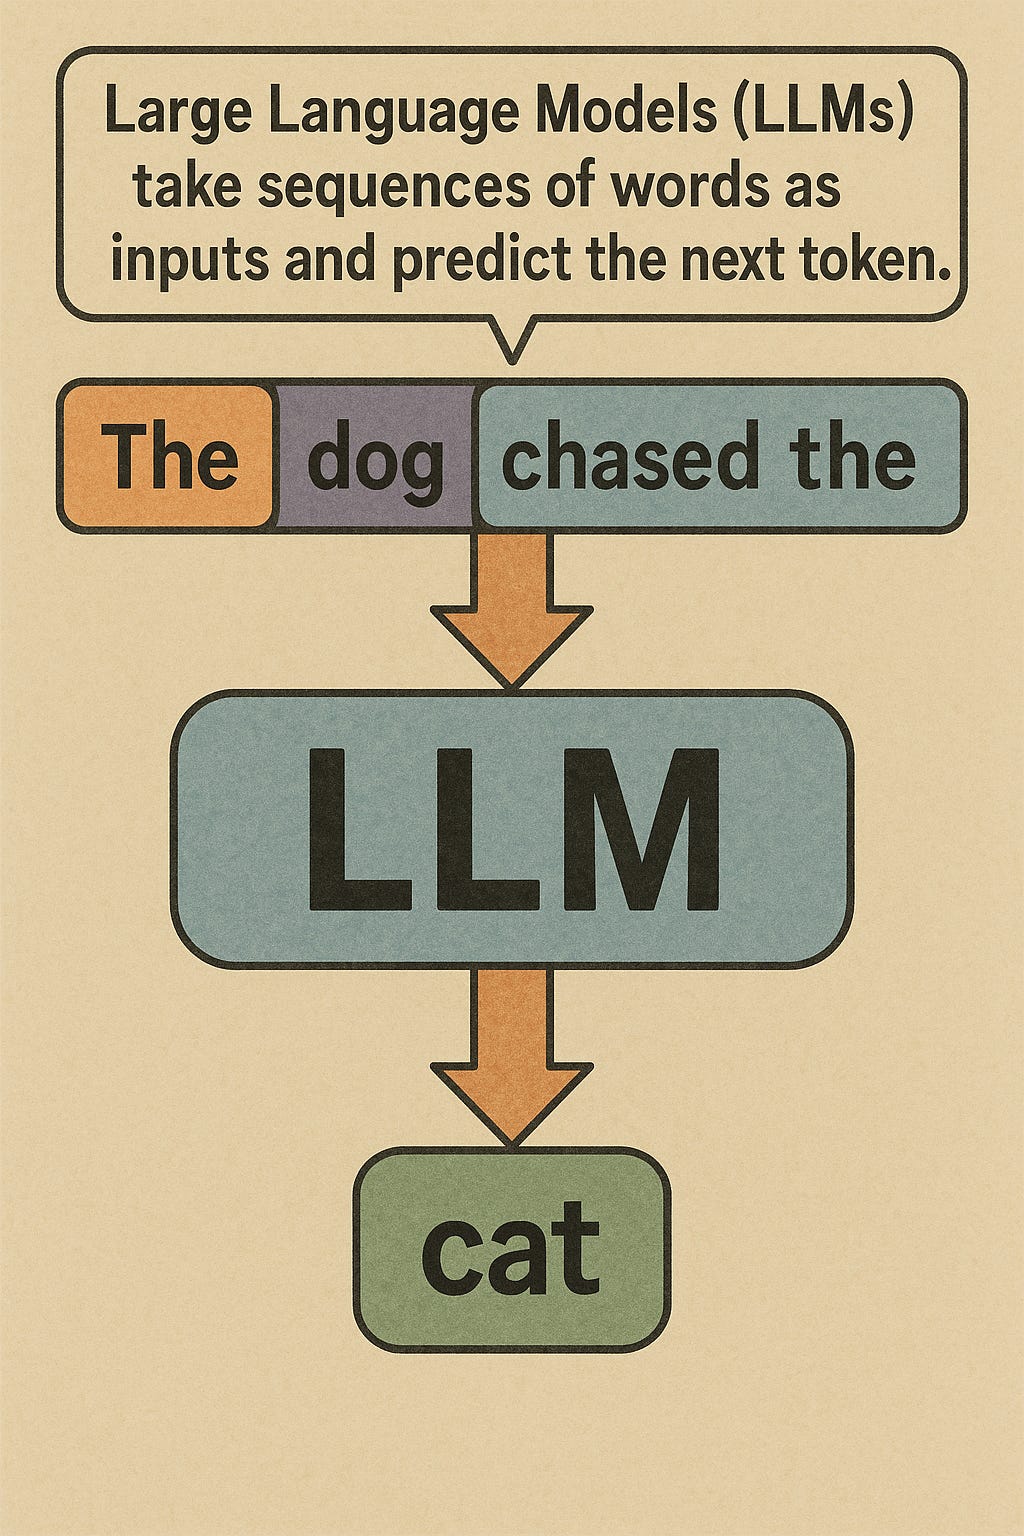 Large Language Models (LLMs)
take sequences of words as
inputs and predict the next token.
The dog chased the
LLM
cat